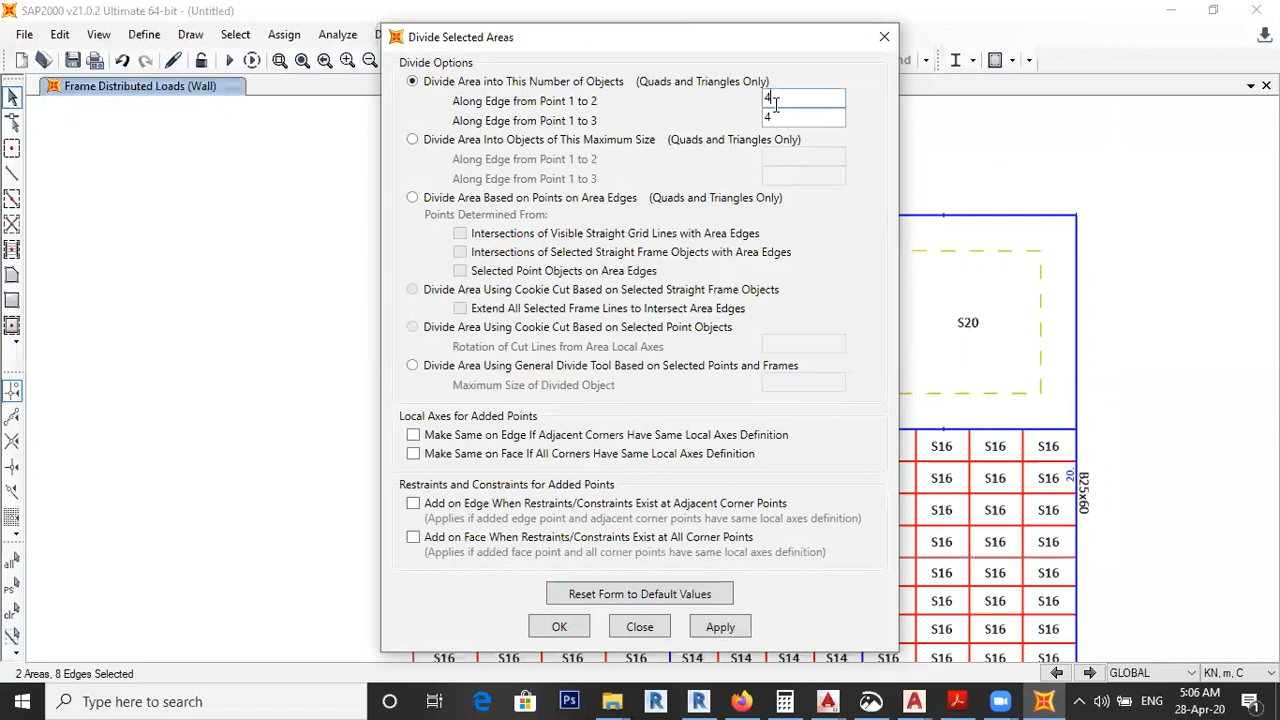 SAP2000 v21.0.2 Ultimate 64-bit - (Untitled)
File Edit View Define Draw Select Assign Analyze
Frame Distributed Loads (Wall)
Divide Selected Areas
Divide Options
Divide Area into This Number of Objects (Quads and Triangles Only)
Along Edge from Point 1 to 2 4
Along Edge from Point 1 to 3 4
Divide Area Into Objects of This Maximum Size (Quads and Triangles Only)
Along Edge from Point 1 to 2
Along Edge from Point 1 to 3
Divide Area Based on Points on Area Edges (Quads and Triangles Only)
Points Determined From:
Intersections of Visible Straight Grid Lines with Area Edges
Intersections of Selected Straight Frame Objects with Area Edges
Selected Point Objects on Area Edges
Divide Area Using Cookie Cut Based on Selected Straight Frame Objects
Extend All Selected Frame Lines to Intersect Area Edges
Divide Area Using Cookie Cut Based on Selected Point Objects
Rotation of Cut Lines from Area Local Axes
Divide Area Using General Divide Tool Based on Selected Points and Frames
Maximum Size of Divided Object
Local Axes for Added Points
Make Same on Edge If Adjacent Corners Have Same Local Axes Definition
Make Same on Face If All Corners Have Same Local Axes Definition
Restraints and Constraints for Added Points
Add on Edge When Restraints/Constraints Exist at Adjacent Corner Points
(Applies if added edge point and adjacent corner points have same local axes definition)
Add on Face When Restraints/Constraints Exist at All Corner Points
(Applies if added face point and all corner points have same local axes definition)
Reset Form to Default Values
OK Close Apply
S20
S16 S16 S16
S16 S16 S16
S16 S16 S16
S16 S16 S16
S16 S16 S16
S16 S16 S16
S16 S16 S16
S16 S16 S16 S16 S16 S14 S14 S14 S16 S16 S16 S16 S16
20.
B25x60
all
PS
clr
2 Areas, 8 Edges Selected
GLOBAL
KN, m, C
Type here to search
ENG
5:06 AM
28-Apr-20